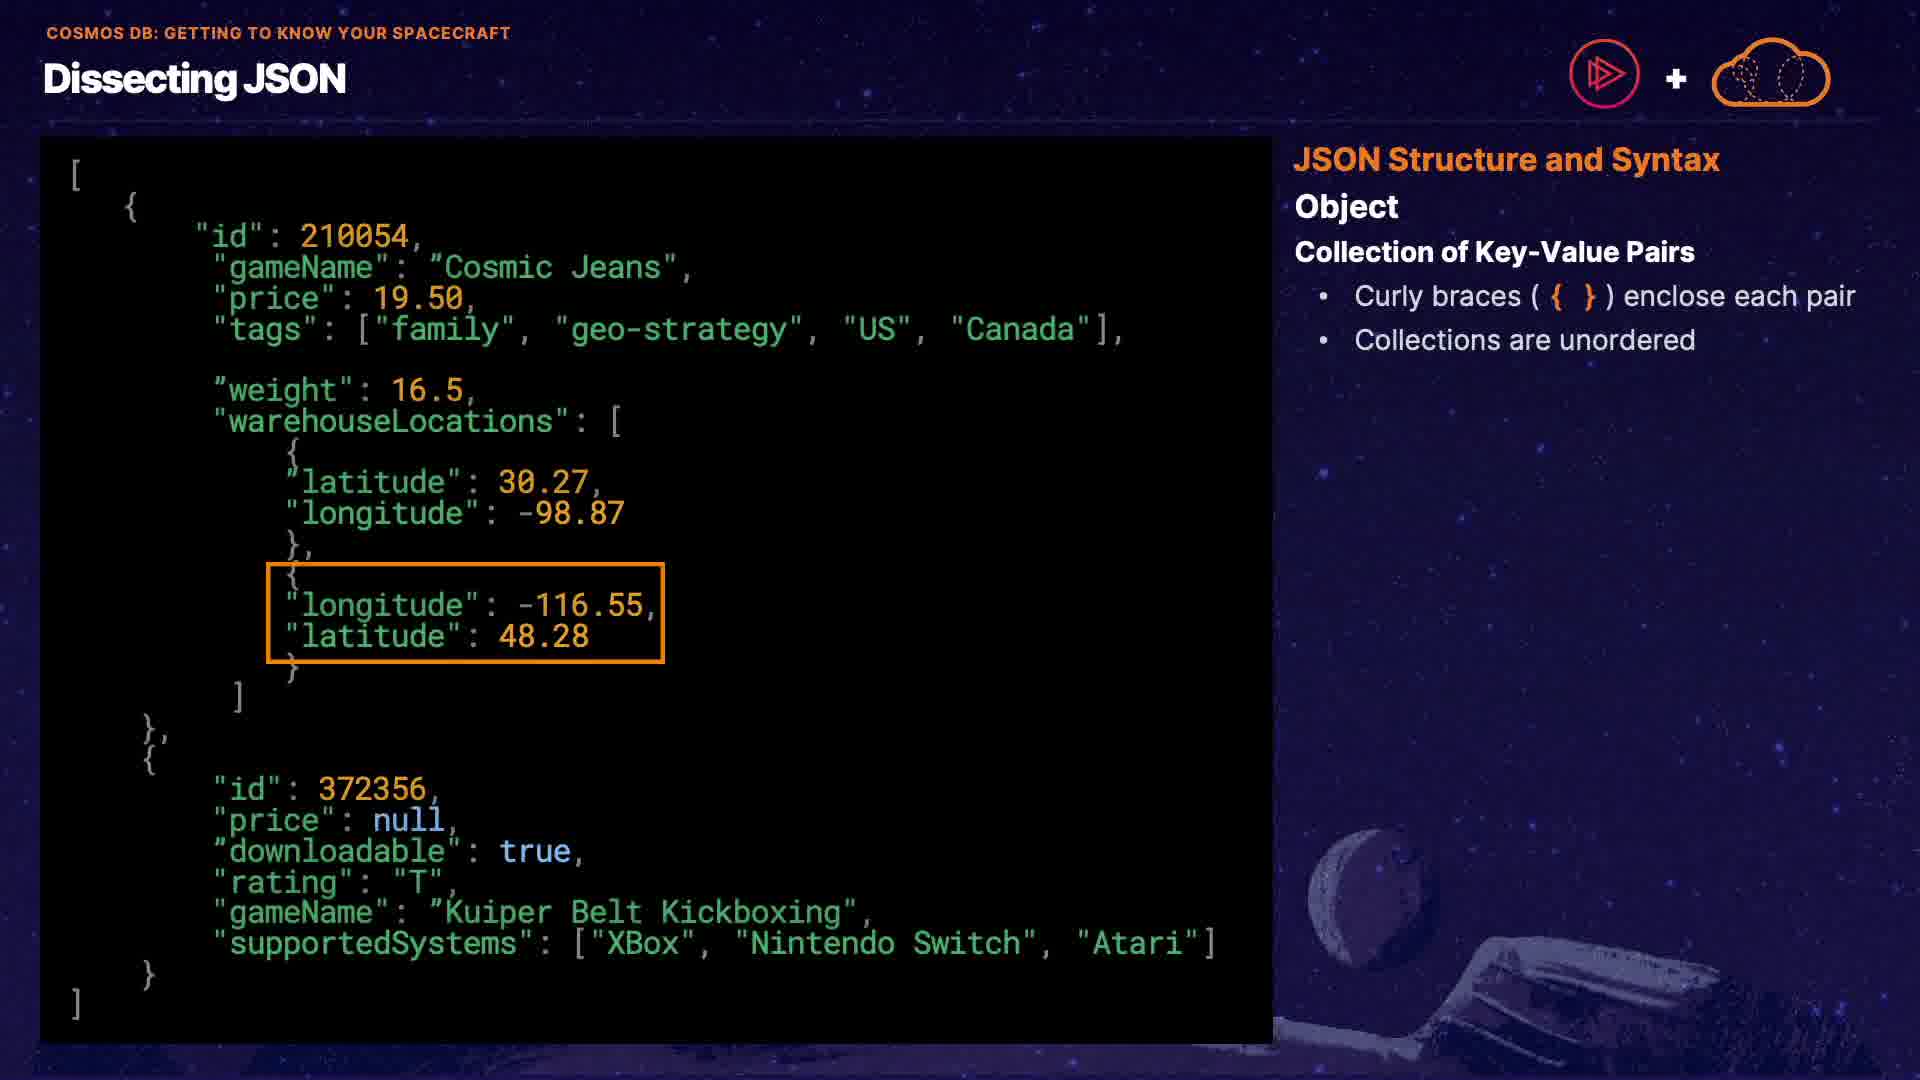 COSMOS DB: GETTING TO KNOW YOUR SPACECRAFT
Dissecting JSON
+
[
{
"id": 210054,
"gameName": ”Cosmic Jeans",
"price": 19.50,
"tags": ["family", "geo-strategy", "US", "Canada"],
”weight": 16.5,
"warehouseLocations": [
{
”latitude": 30.27,
"longitude": -98.87
},
{
"longitude": -116.55,
"latitude": 48.28
}
]
},
{
"id": 372356,
"price": null,
”downloadable": true,
"rating": "T",
"gameName": ”Kuiper Belt Kickboxing",
"supportedSystems": ["XBox", "Nintendo Switch", "Atari"]
}
]
JSON Structure and Syntax
Object
Collection of Key-Value Pairs
• Curly braces ( { } ) enclose each pair
• Collections are unordered